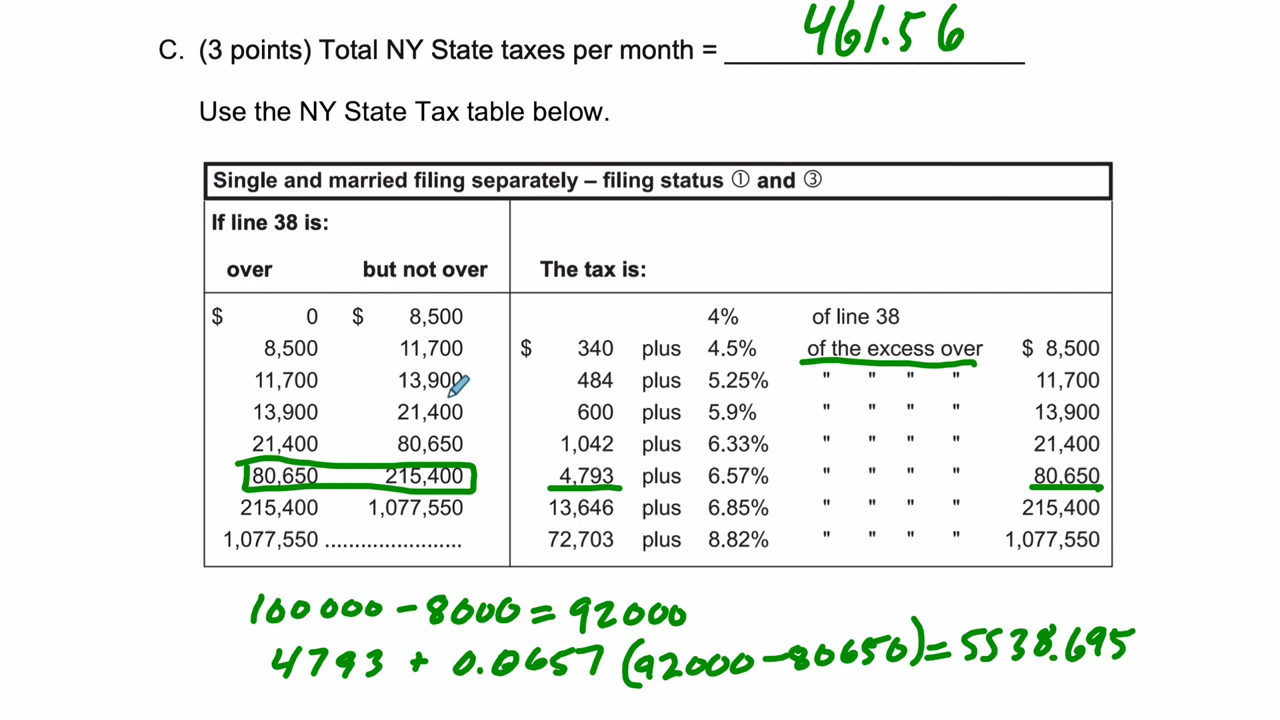 C. (3 points) Total NY State taxes per month = 461.56
Use the NY State Tax table below.
Single and married filing separately – filing status ① and ③
If line 38 is:
over but not over The tax is:
$ 0 $ 8,500 4% of line 38
8,500 11,700 $ 340 plus 4.5% of the excess over $ 8,500
11,700 13,900 484 plus 5.25% " " " " 11,700
13,900 21,400 600 plus 5.9% " " " " 13,900
21,400 80,650 1,042 plus 6.33% " " " " 21,400
80,650 215,400 4,793 plus 6.57% " " " " 80,650
215,400 1,077,550 13,646 plus 6.85% " " " " 215,400
1,077,550 ....................... 72,703 plus 8.82% " " " " 1,077,550
100000 - 8000 = 92000
4793 + 0.0657 (92000 - 80650) = 5538.695